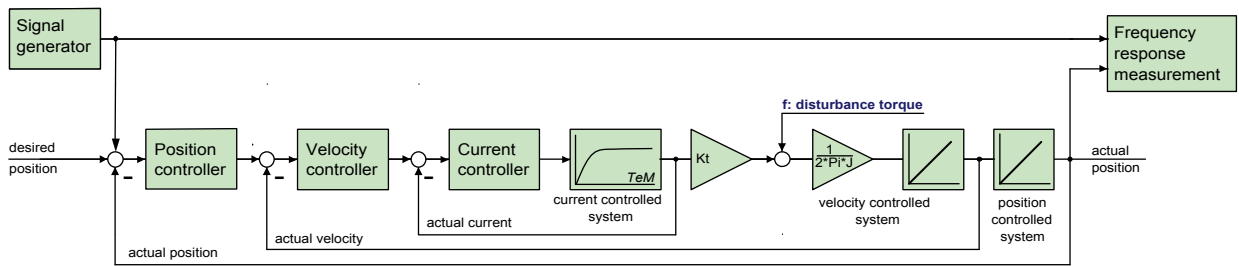 Signal
generator
Frequency
response
measurement
f: disturbance torque
desired
position
Position
controller
Velocity
controller
Current
controller
TeM
current controlled
system
Kt
1
2*Pi*J
velocity controlled
system
position
controlled
system
actual
position
actual current
actual velocity
actual position